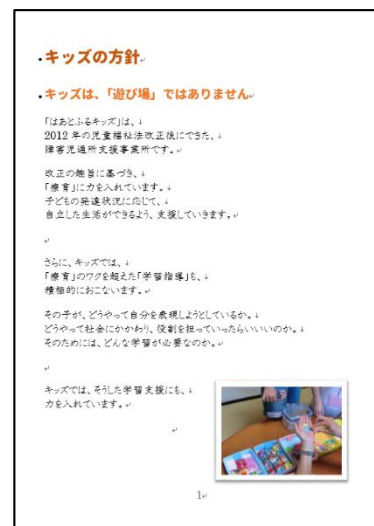 キッズの方針
キッズは、「遊び場」ではありません
「はあとふるキッズ」は、
2012 年の児童福祉法改正後にできた、
障害児通所支援事業所です。
改正の趣旨に基づき、
「療育」に力を入れています。
子どもの発達状況に応じて、
自立した生活ができるよう、支援していきます。
さらに、キッズでは、
「療育」のワクを超えた「学習指導」も、
積極的におこないます。
その子が、どうやって自分を表現しようとしているか。
どうやって社会にかかわり、役割を担っていったらいいいのか。
そのためには、どんな学習が必要なのか。
キッズでは、そうした学習支援にも、
力を入れています。
1